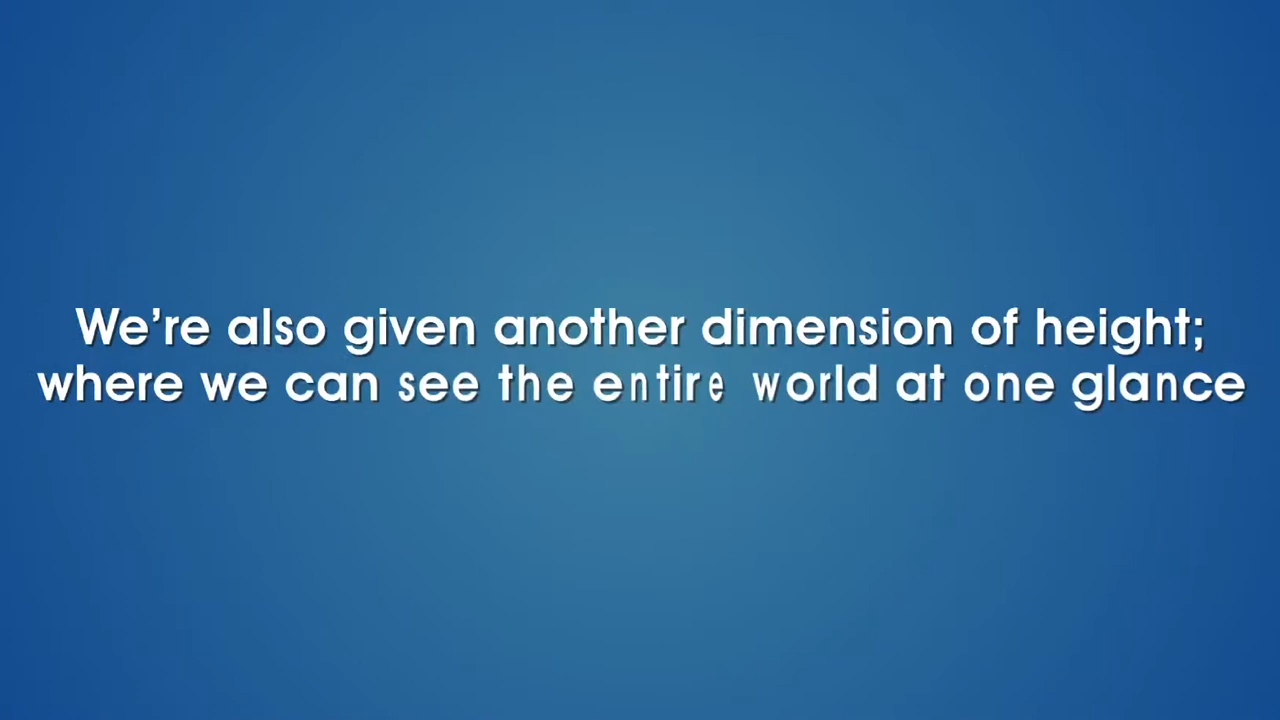 We’re also given another dimension of height;
where we can see the entire world at one glance